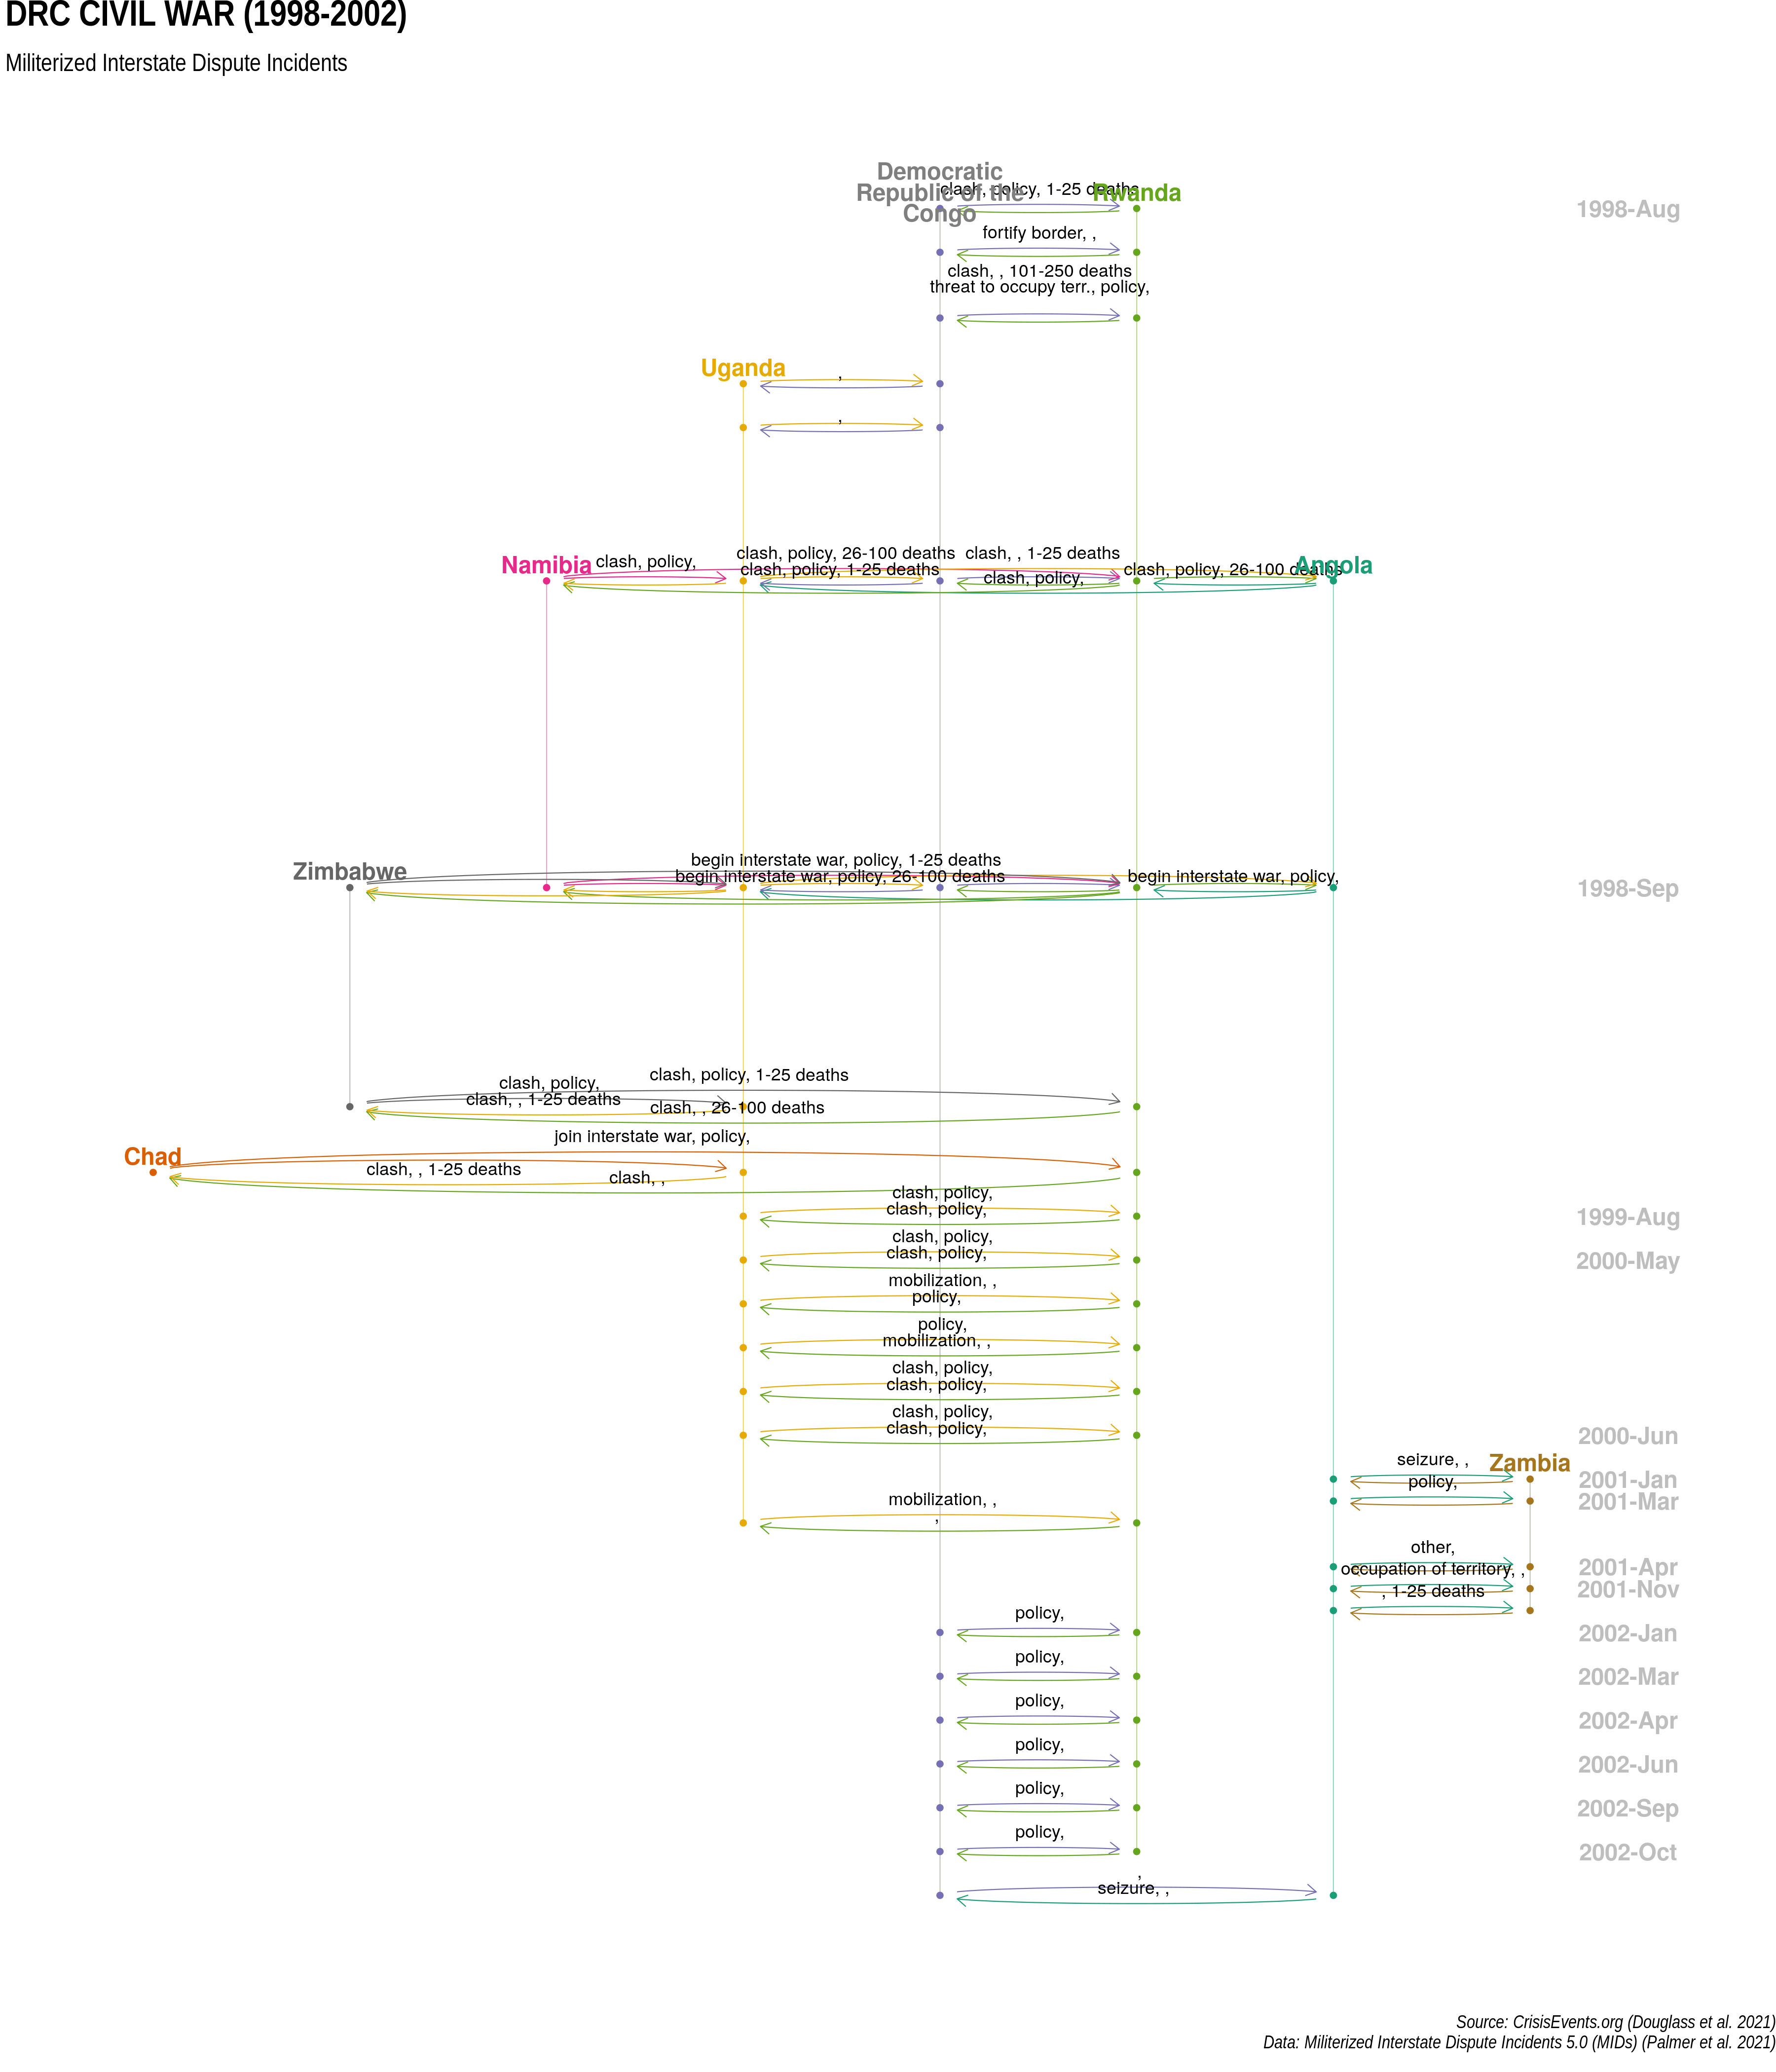 DRC CIVIL WAR (1998-2002)
Militerized Interstate Dispute Incidents
Democratic
Republic of the
Congo
clash, policy, 1-25 deaths
Rwanda
1998-Aug
fortify border, ,
clash, , 101-250 deaths
threat to occupy terr., policy,
Uganda
,
,
Namibia
clash, policy,
clash, policy, 26-100 deaths
clash, , 1-25 deaths
clash, policy, 1-25 deaths
clash, policy,
clash, policy, 26-100 deaths
Angola
Zimbabwe
begin interstate war, policy, 1-25 deaths
begin interstate war, policy, 26-100 deaths
begin interstate war, policy,
1998-Sep
clash, policy, 1-25 deaths
clash, policy,
clash, , 1-25 deaths
clash, , 26-100 deaths
join interstate war, policy,
Chad
clash, , 1-25 deaths
clash, ,
clash, policy,
clash, policy,
1999-Aug
clash, policy,
clash, policy,
2000-May
mobilization, ,
policy,
policy,
mobilization, ,
clash, policy,
clash, policy,
clash, policy,
clash, policy,
2000-Jun
seizure, ,
Zambia
2001-Jan
policy,
2001-Mar
mobilization, ,
,
other,
2001-Apr
occupation of territory, ,
2001-Nov
, 1-25 deaths
policy,
2002-Jan
policy,
2002-Mar
policy,
2002-Apr
policy,
2002-Jun
policy,
2002-Sep
policy,
2002-Oct
,
seizure, ,
Source: CrisisEvents.org (Douglass et al. 2021)
Data: Militerized Interstate Dispute Incidents 5.0 (MIDs) (Palmer et al. 2021)